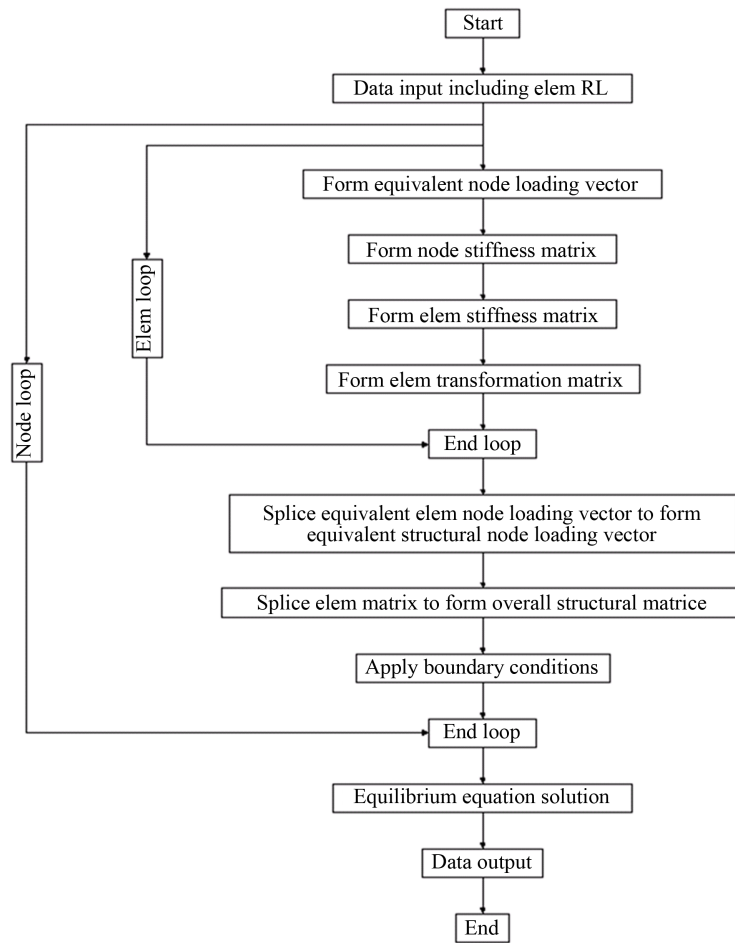 Start
Data input including elem RL
Form equivalent node loading vector
Form node stiffness matrix
Elem loop
Form elem stiffness matrix
Form elem transformation matrix
Node loop
End loop
Splice equivalent elem node loading vector to form
equivalent structural node loading vector
Splice elem matrix to form overall structural matrice
Apply boundary conditions
End loop
Equilibrium equation solution
Data output
End